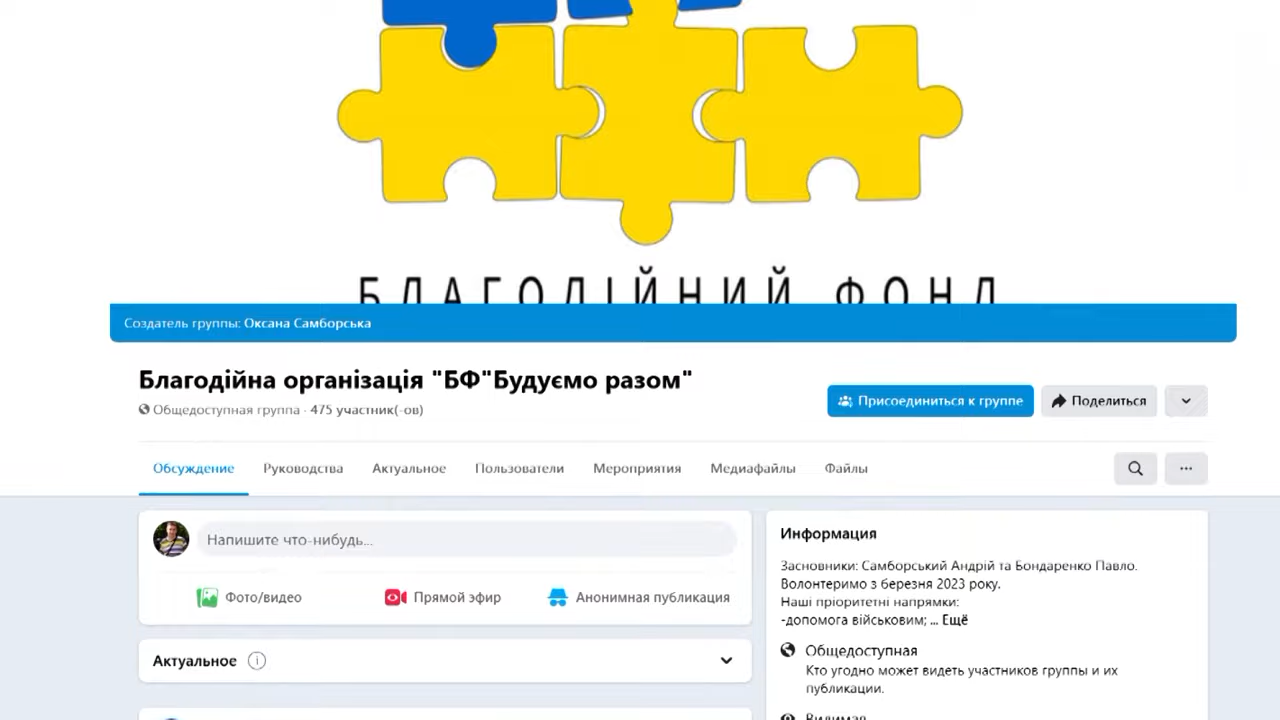 БЛАГОДІЙНИЙ ФОНД
Создатель группы: Оксана Самборська
Благодійна організація "БФ"Будуємо разом"
Общедоступная группа · 475 участник(-ов)
Присоединиться к группе
Поделиться
Обсуждение Руководства Актуальное Пользователи Мероприятия Медиафайлы Файлы
Напишите что-нибудь...
Фото/видео Прямой эфир Анонимная публикация
Актуальное
Информация
Засновники: Самборський Андрій та Бондаренко Павло.
Волонтеримо з березня 2023 року.
Наші пріоритетні напрямки:
-допомога військовим; ... Ещё
Общедоступная
Кто угодно может видеть участников группы и их
публикации.
Видимая